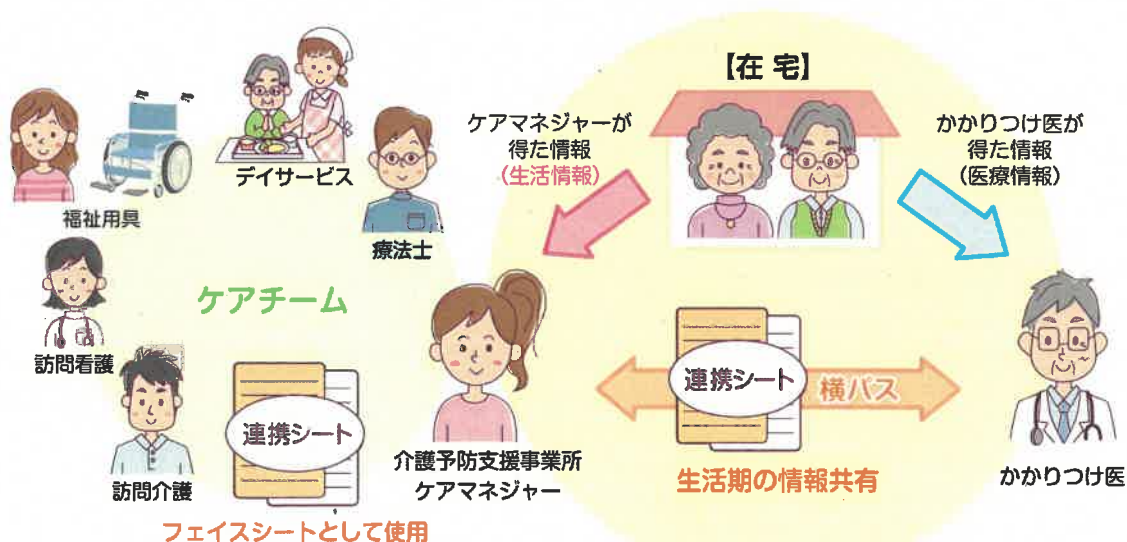 【在 宅】
ケアマネジャーが
得た情報
(生活情報)
かかりつけ医が
得た情報
(医療情報)
デイサービス
福祉用具
療法士
ケアチーム
訪問看護
連携シート
訪問介護
フェイスシートとして使用
介護予防支援事業所
ケアマネジャー
連携シート
横パス
生活期の情報共有
かかりつけ医